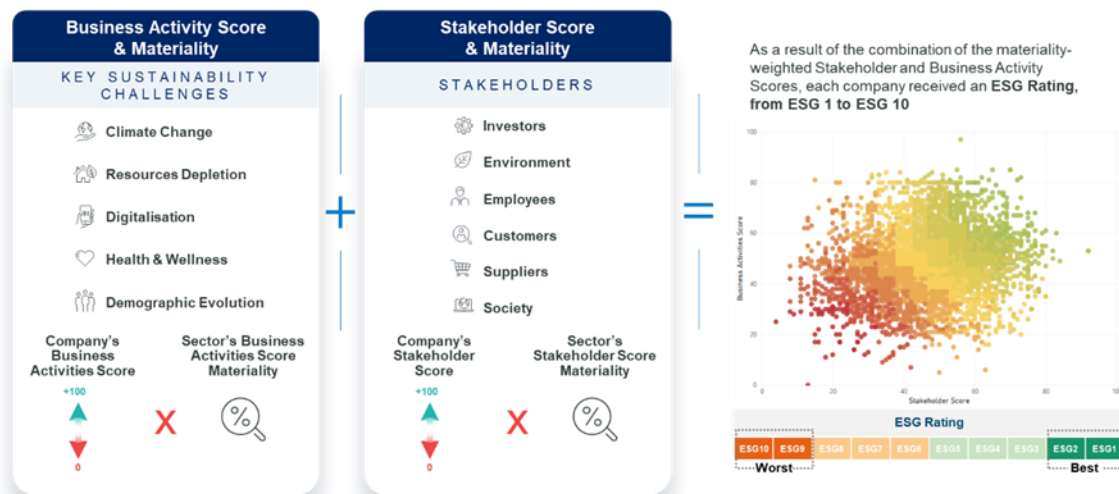 Business Activity Score
& Materiality
KEY SUSTAINABILITY
CHALLENGES
Climate Change
Resources Depletion
Digitalisation
Health & Wellness
Demographic Evolution
Company's
Business
Activities Score
+100
0
X
Sector's Business
Activities Score
Materiality
%
+
Stakeholder Score
& Materiality
STAKEHOLDERS
Investors
Environment
Employees
Customers
Suppliers
Society
Company's
Stakeholder
Score
+100
0
X
Sector's
Stakeholder Score
Materiality
%
=
As a result of the combination of the materiality-
weighted Stakeholder and Business Activity
Scores, each company received an ESG Rating,
from ESG 1 to ESG 10
Business Activities Score
100
80
60
40
20
0
0 20 40 60 80
Stakeholder Score
ESG Rating
ESG10 ESG9 ESG8 ESG7 ESG6 ESG5 ESG4 ESG3 ESG2 ESG1
Worst Best